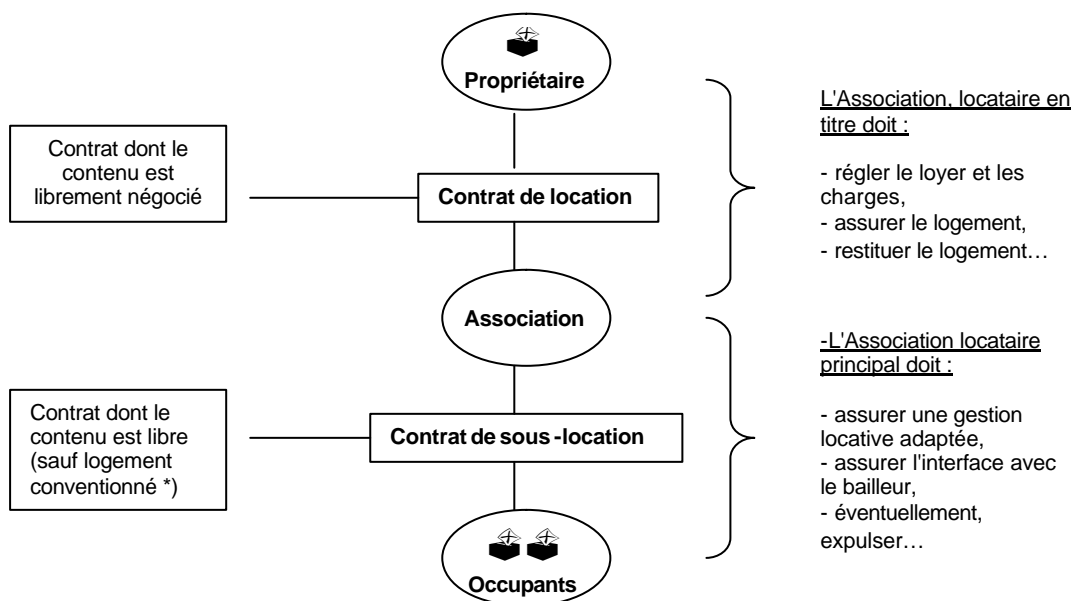 Propriétaire
Contrat dont le
contenu est
librement négocié
Contrat de location
L'Association, locataire en
titre doit :
- régler le loyer et les
charges,
- assurer le logement,
- restituer le logement…
Association
Contrat dont le
contenu est libre
(sauf logement
conventionné *)
Contrat de sous -location
-L'Association locataire
principal doit :
- assurer une gestion
locative adaptée,
- assurer l'interface avec
le bailleur,
- éventuellement,
expulser…
Occupants